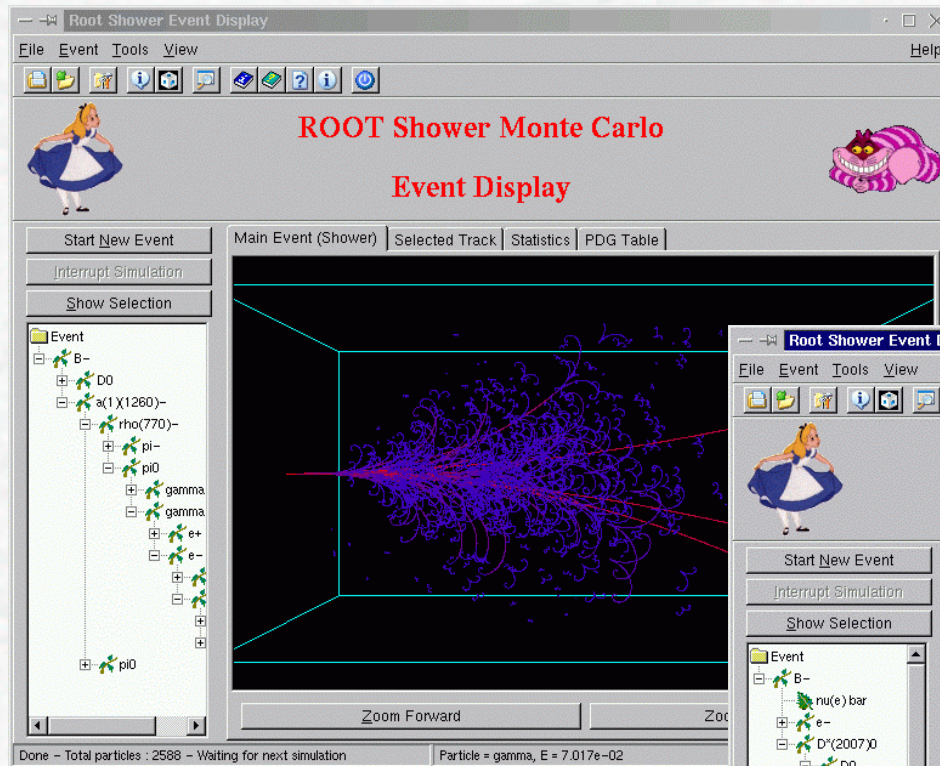 Root Shower Event Display
File Event Tools View Help
ROOT Shower Monte Carlo
Event Display
Start New Event
Interrupt Simulation
Show Selection
Event
B-
D0
a(1)(1260)-
rho(770)-
pi-
pi0
gamma
gamma
e+
e-
pi0
Main Event (Shower) Selected Track Statistics PDG Table
Zoom Forward
Done - Total particles : 2588 - Waiting for next simulation
Particle = gamma, E = 7.017e-02
Root Shower Event
File Event Tools View
Start New Event
Interrupt Simulation
Show Selection
Event
B-
nu(e) bar
e-
D*(2007)0
D0